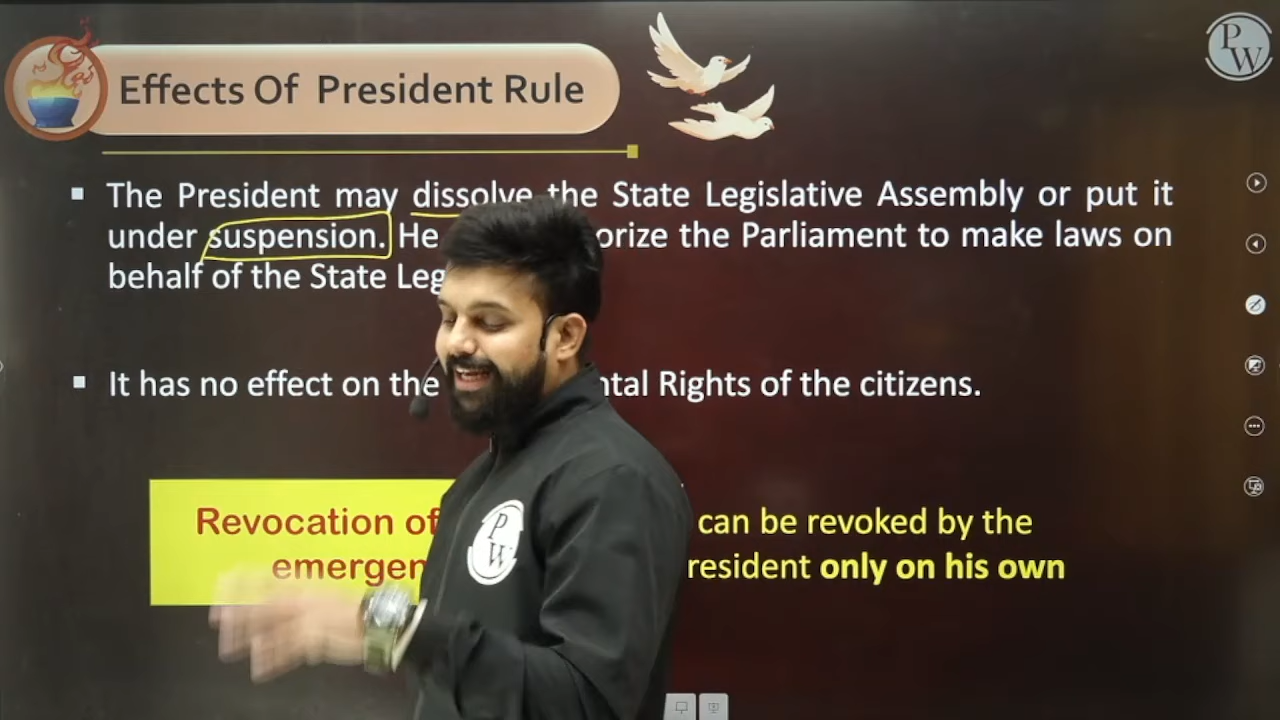 Effects Of President Rule
PW
The President may dissolve the State Legislative Assembly or put it
under suspension. He orize the Parliament to make laws on
behalf of the State Leg
It has no effect on the ntal Rights of the citizens.
Revocation of can be revoked by the
emergen resident only on his own
PW